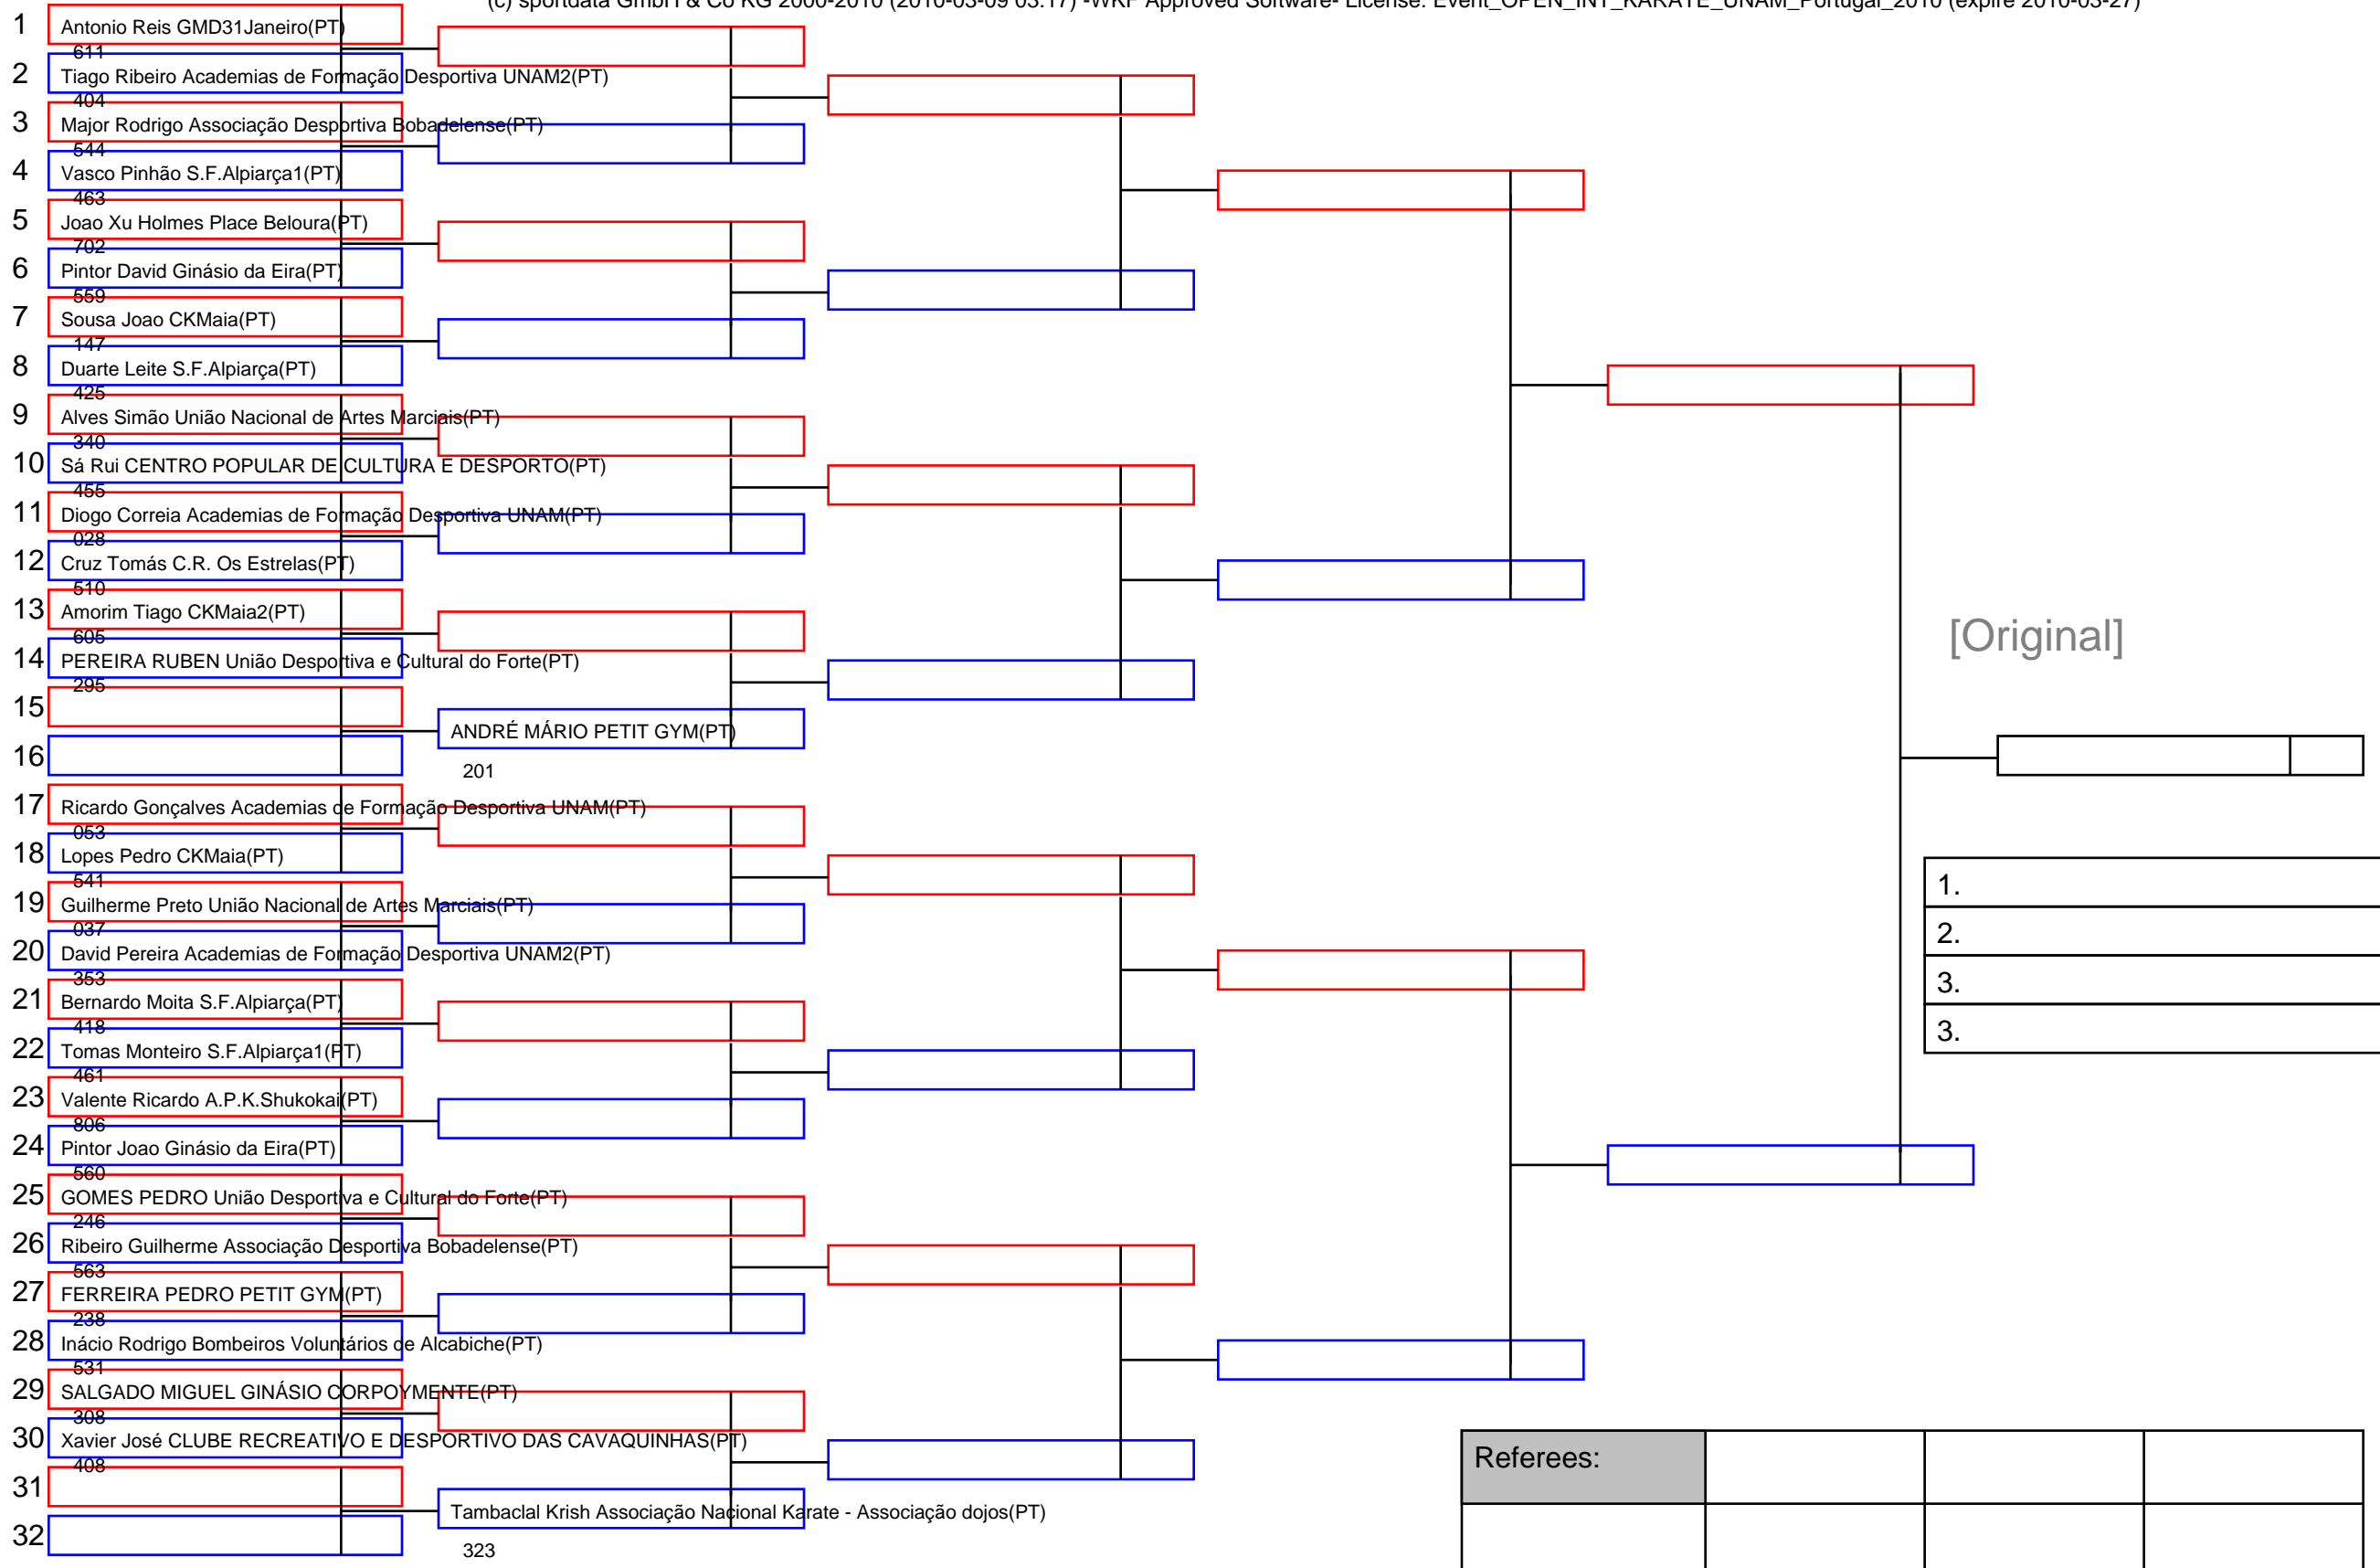 (c) sportdata GmbH & Co KG 2000-2010 (2010-03-09 03:17) -WKF Approved Software- License: Event_OPEN_INT_KARATE_UNAM_Portugal_2010 (expire 2010-03-27)
1 Antonio Reis GMD31Janeiro(PT)
611
2 Tiago Ribeiro Academias de Formação Desportiva UNAM2(PT)
404
3 Major Rodrigo Associação Desportiva Bobadelense(PT)
544
4 Vasco Pinhão S.F.Alpiarça1(PT)
463
5 Joao Xu Holmes Place Beloura(PT)
702
6 Pintor David Ginásio da Eira(PT)
559
7 Sousa Joao CKMaia(PT)
147
8 Duarte Leite S.F.Alpiarça(PT)
425
9 Alves Simão União Nacional de Artes Marciais(PT)
340
10 Sá Rui CENTRO POPULAR DE CULTURA E DESPORTO(PT)
455
11 Diogo Correia Academias de Formação Desportiva UNAM(PT)
028
12 Cruz Tomás C.R. Os Estrelas(PT)
510
13 Amorim Tiago CKMaia2(PT)
605
14 PEREIRA RUBEN União Desportiva e Cultural do Forte(PT)
295
15
ANDRÉ MÁRIO PETIT GYM(PT)
16
201
17 Ricardo Gonçalves Academias de Formação Desportiva UNAM(PT)
053
18 Lopes Pedro CKMaia(PT)
541
19 Guilherme Preto União Nacional de Artes Marciais(PT)
037
20 David Pereira Academias de Formação Desportiva UNAM2(PT)
353
21 Bernardo Moita S.F.Alpiarça(PT)
418
22 Tomas Monteiro S.F.Alpiarça1(PT)
461
23 Valente Ricardo A.P.K.Shukokai(PT)
806
24 Pintor Joao Ginásio da Eira(PT)
560
25 GOMES PEDRO União Desportiva e Cultural do Forte(PT)
246
26 Ribeiro Guilherme Associação Desportiva Bobadelense(PT)
563
27 FERREIRA PEDRO PETIT GYM(PT)
238
28 Inácio Rodrigo Bombeiros Voluntários de Alcabiche(PT)
531
29 SALGADO MIGUEL GINÁSIO CORPOYMENTE(PT)
308
30 Xavier José CLUBE RECREATIVO E DESPORTIVO DAS CAVAQUINHAS(PT)
408
31
Tambaclal Krish Associação Nacional Karate - Associação dojos(PT)
32
323
[Original]
1.
2.
3.
3.
Referees: